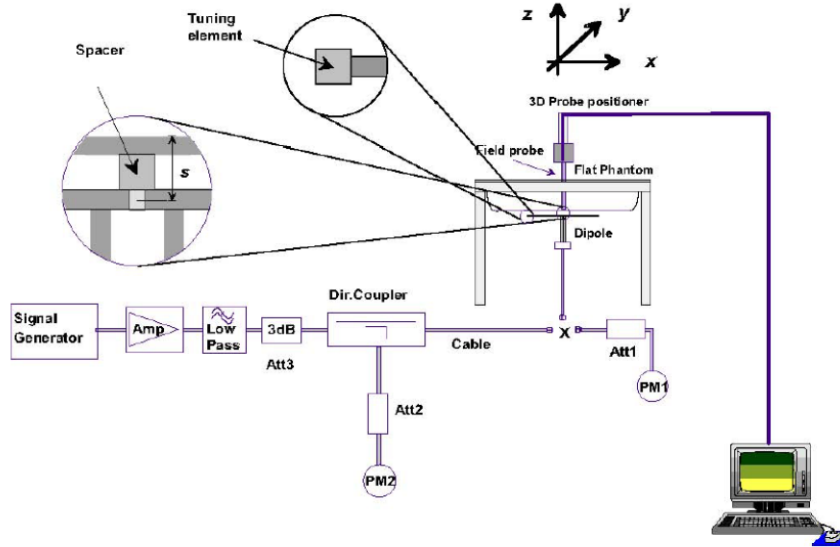 Tuning
element
Spacer
z
y
x
3D Probe positioner
Field probe
Flat Phantom
s
Dipole
Dir.Coupler
Signal
Generator
Amp
Low
Pass
3dB
Att3
Cable
X
Att1
PM1
Att2
PM2